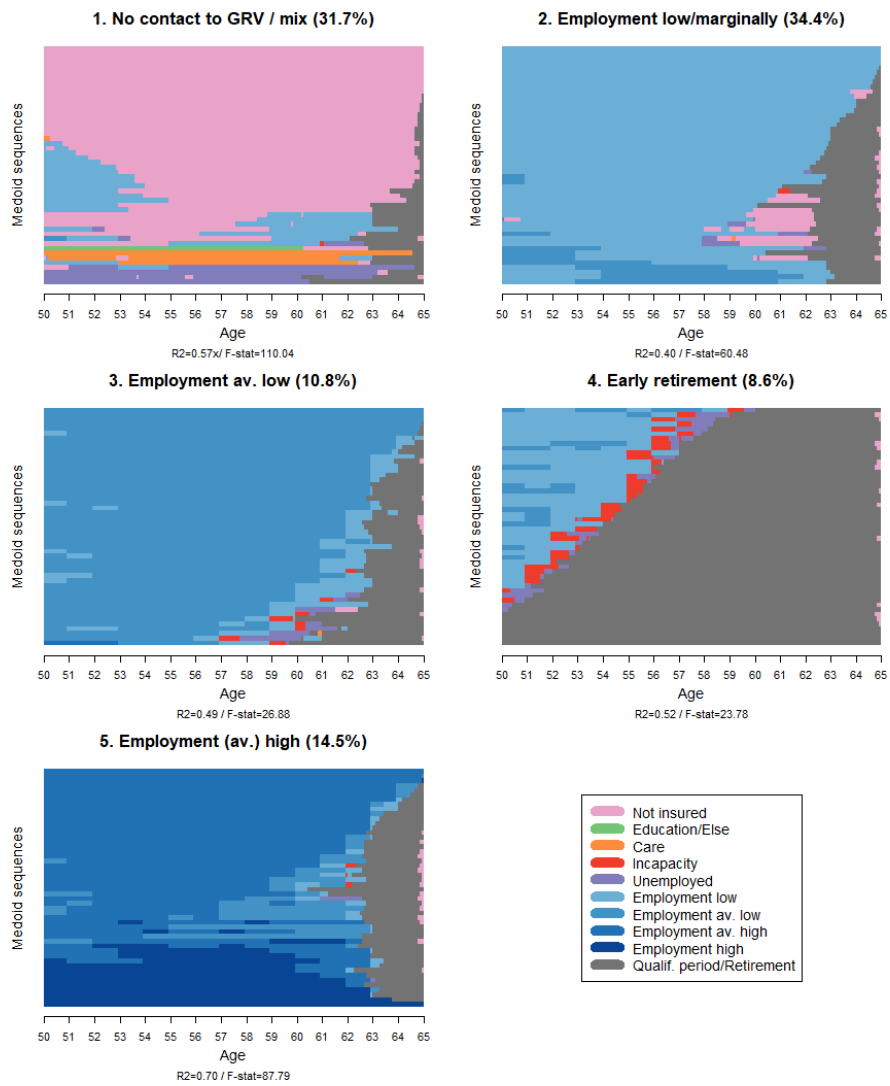 1. No contact to GRV / mix (31.7%)
Medoid sequences
50 51 52 53 54 55 56 57 58 59 60 61 62 63 64 65
Age
R2=0.57x/ F-stat=110.04
2. Employment low/marginally (34.4%)
Medoid sequences
50 51 52 53 54 55 56 57 58 59 60 61 62 63 64 65
Age
R2=0.40 / F-stat=60.48
3. Employment av. low (10.8%)
Medoid sequences
50 51 52 53 54 55 56 57 58 59 60 61 62 63 64 65
Age
R2=0.49 / F-stat=26.88
4. Early retirement (8.6%)
Medoid sequences
50 51 52 53 54 55 56 57 58 59 60 61 62 63 64 65
Age
R2=0.52 / F-stat=23.78
5. Employment (av.) high (14.5%)
Medoid sequences
50 51 52 53 54 55 56 57 58 59 60 61 62 63 64 65
Age
R2=0.70 / F-stat=87.79
Not insured
Education/Else
Care
Incapacity
Unemployed
Employment low
Employment av. low
Employment av. high
Employment high
Qualif. period/Retirement